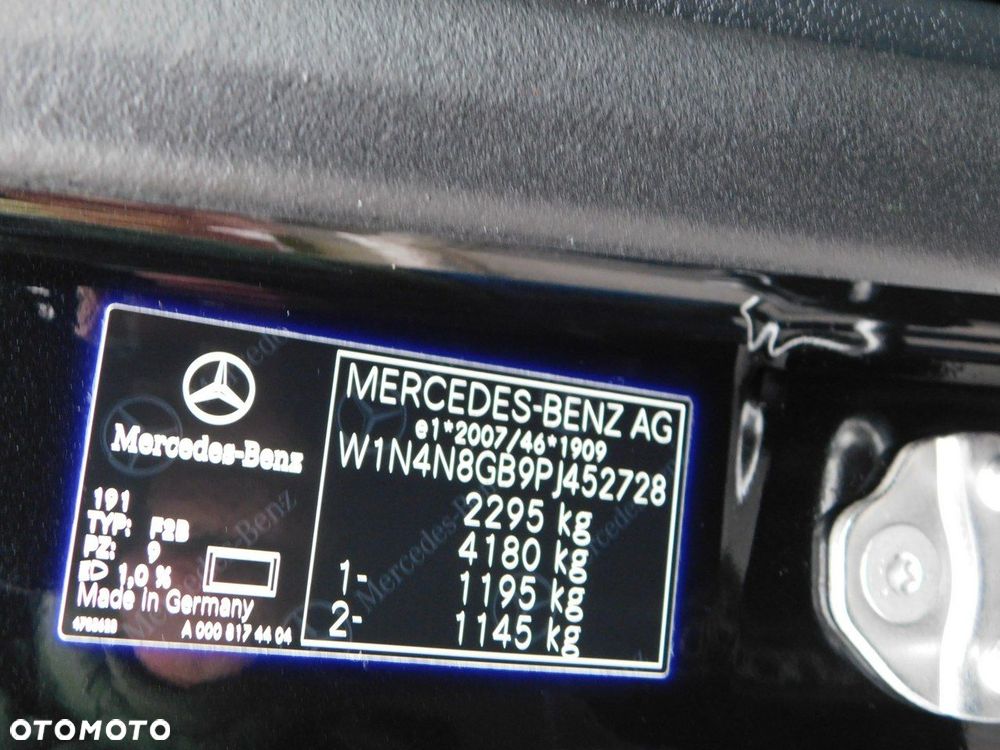 Mercedes-Benz
191
TYP: F2B
PZ: 9
1,0 %
Made in Germany
A 000 817 44 04
MERCEDES-BENZ AG
e1*2007/46*1909
W1N4N8GB9PJ452728
2295 kg
4180 kg
1- 1195 kg
2- 1145 kg
OTOMOTO